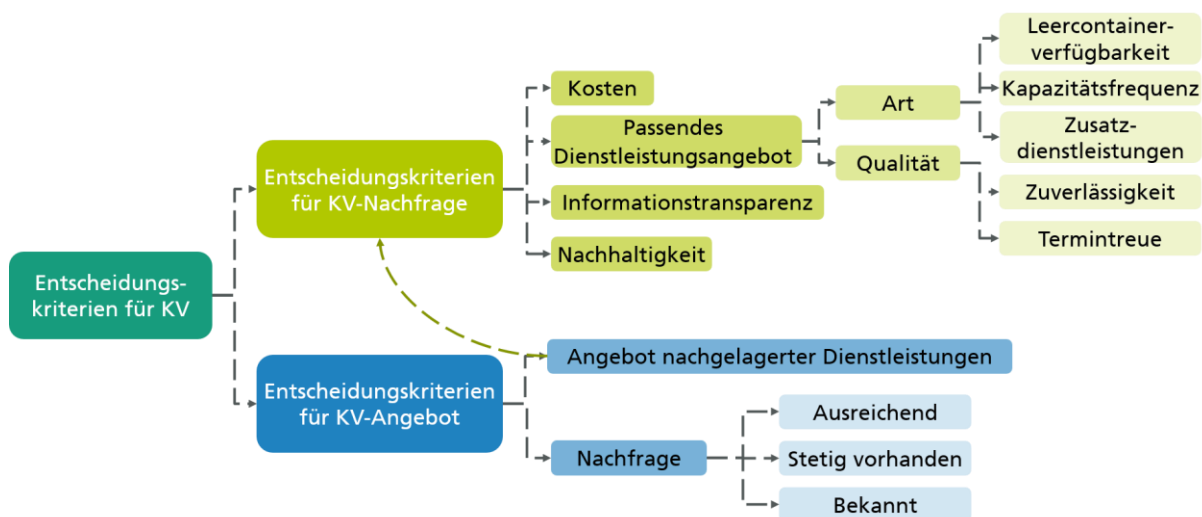 Entscheidungs-
kriterien für KV
Entscheidungskriterien
für KV-Nachfrage
Kosten
Passendes
Dienstleistungsangebot
Art
Leercontainer-
verfügbarkeit
Kapazitätsfrequenz
Zusatz-
dienstleistungen
Qualität
Zuverlässigkeit
Termintreue
Informationstransparenz
Nachhaltigkeit
Entscheidungskriterien
für KV-Angebot
Angebot nachgelagerter Dienstleistungen
Nachfrage
Ausreichend
Stetig vorhanden
Bekannt